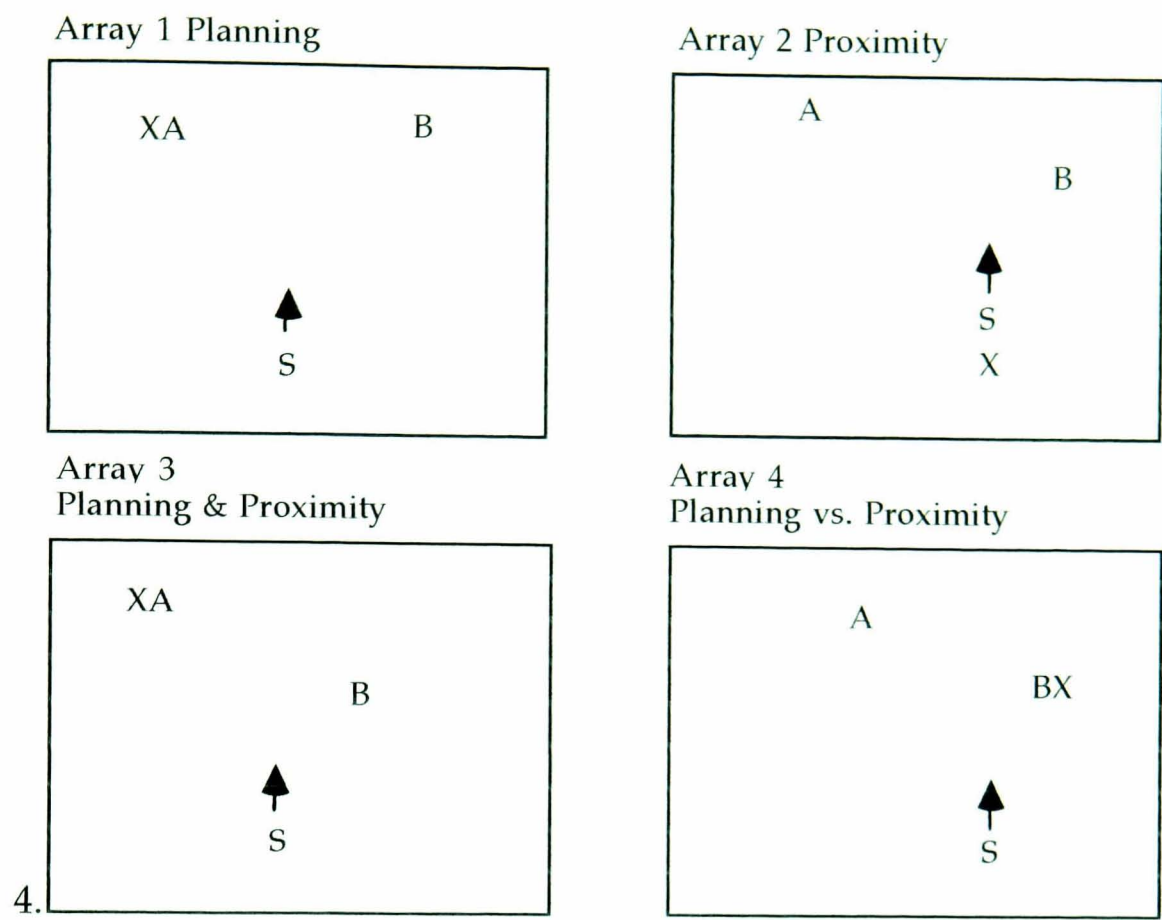 Array 1 Planning
XA B
S
Array 2 Proximity
A
B
S
X
Array 3
Planning & Proximity
XA
B
S
Array 4
Planning vs. Proximity
A
BX
S
4.